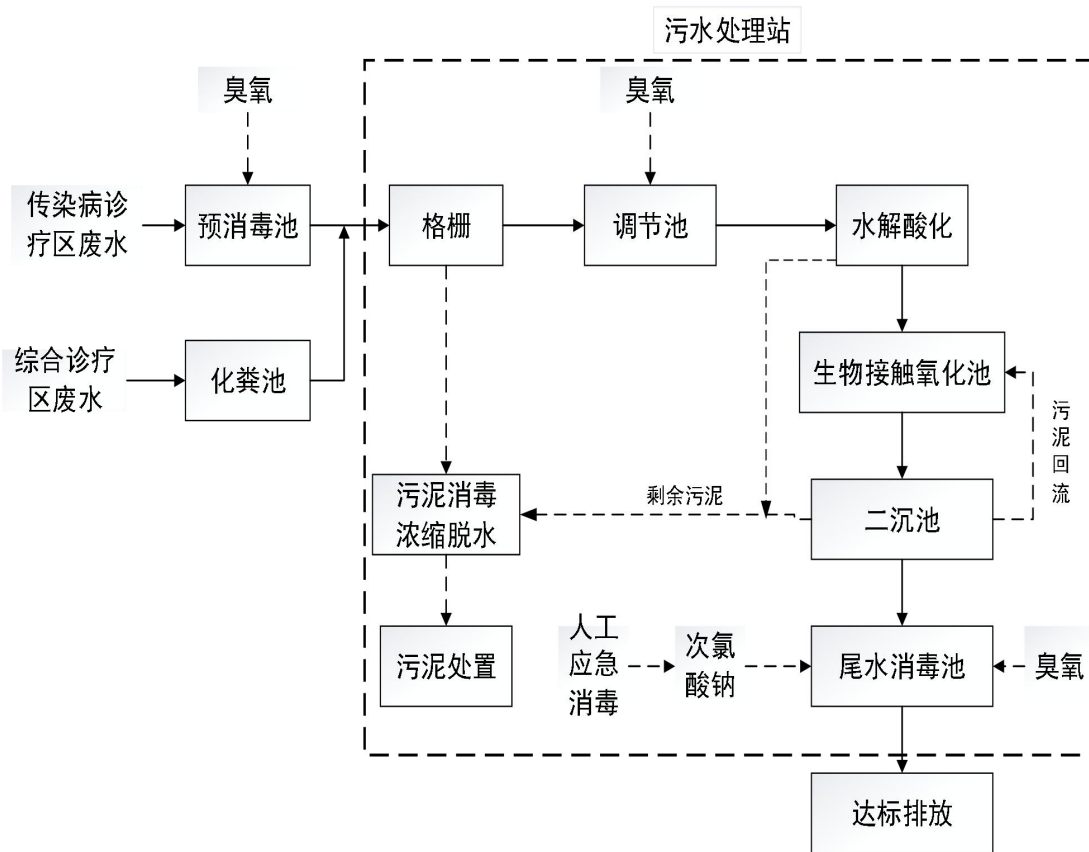 污水处理站
臭氧
臭氧
传染病诊
疗区废水
预消毒池
格栅
调节池
水解酸化
综合诊疗
区废水
化粪池
生物接触氧化池
污
泥
回
流
污泥消毒
浓缩脱水
剩余污泥
二沉池
污泥处置
人工
应急
消毒
次氯
酸钠
尾水消毒池
臭氧
达标排放